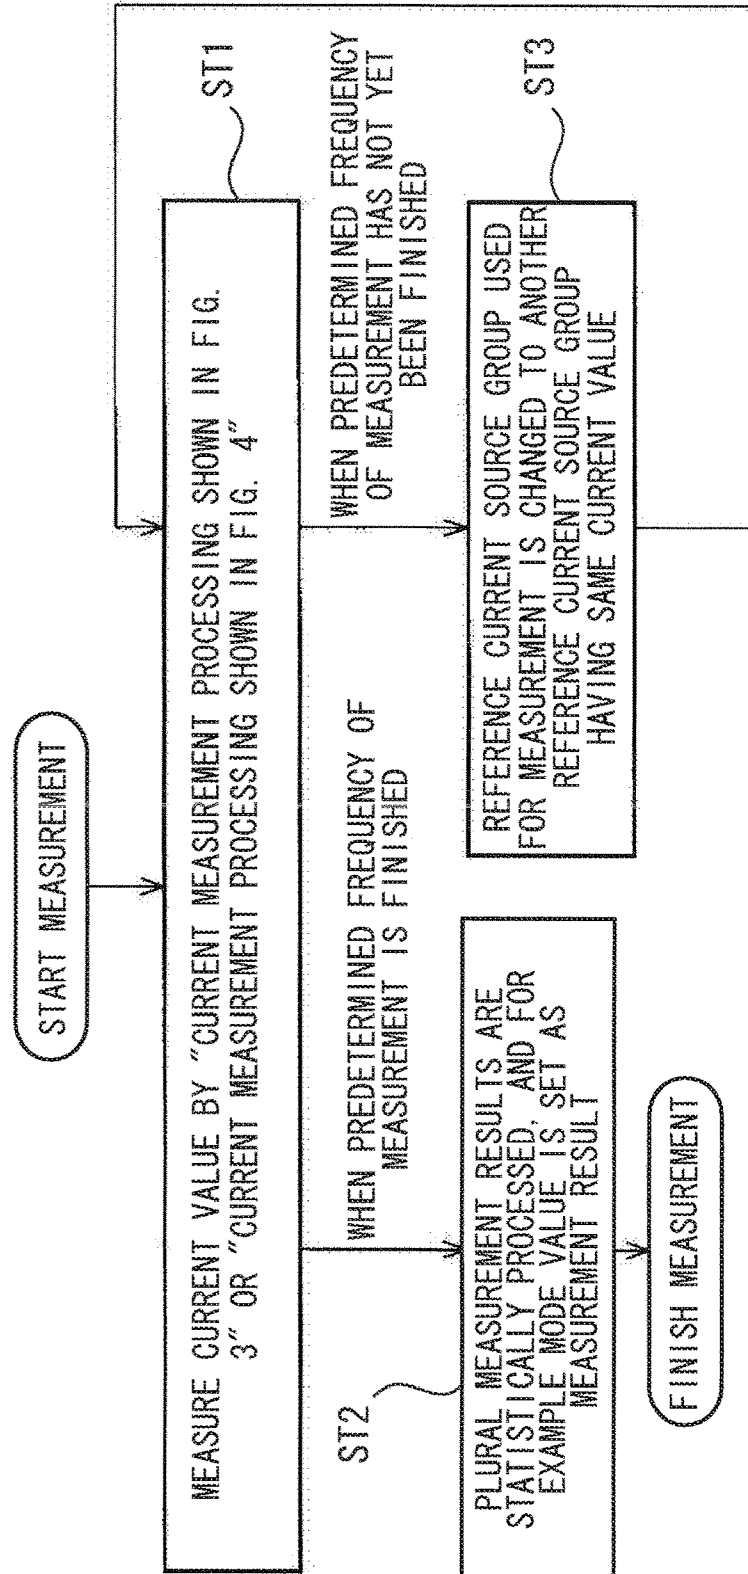 START MEASUREMENT
ST1
MEASURE CURRENT VALUE BY "CURRENT MEASUREMENT PROCESSING SHOWN IN FIG.
3" OR "CURRENT MEASUREMENT PROCESSING SHOWN IN FIG. 4"
WHEN PREDETERMINED FREQUENCY OF
MEASUREMENT IS FINISHED
WHEN PREDETERMINED FREQUENCY
OF MEASUREMENT HAS NOT YET
BEEN FINISHED
ST2
PLURAL MEASUREMENT RESULTS ARE
STATISTICALLY PROCESSED, AND FOR
EXAMPLE MODE VALUE IS SET AS
MEASUREMENT RESULT
ST3
REFERENCE CURRENT SOURCE GROUP USED
FOR MEASUREMENT IS CHANGED TO ANOTHER
REFERENCE CURRENT SOURCE GROUP
HAVING SAME CURRENT VALUE
FINISH MEASUREMENT